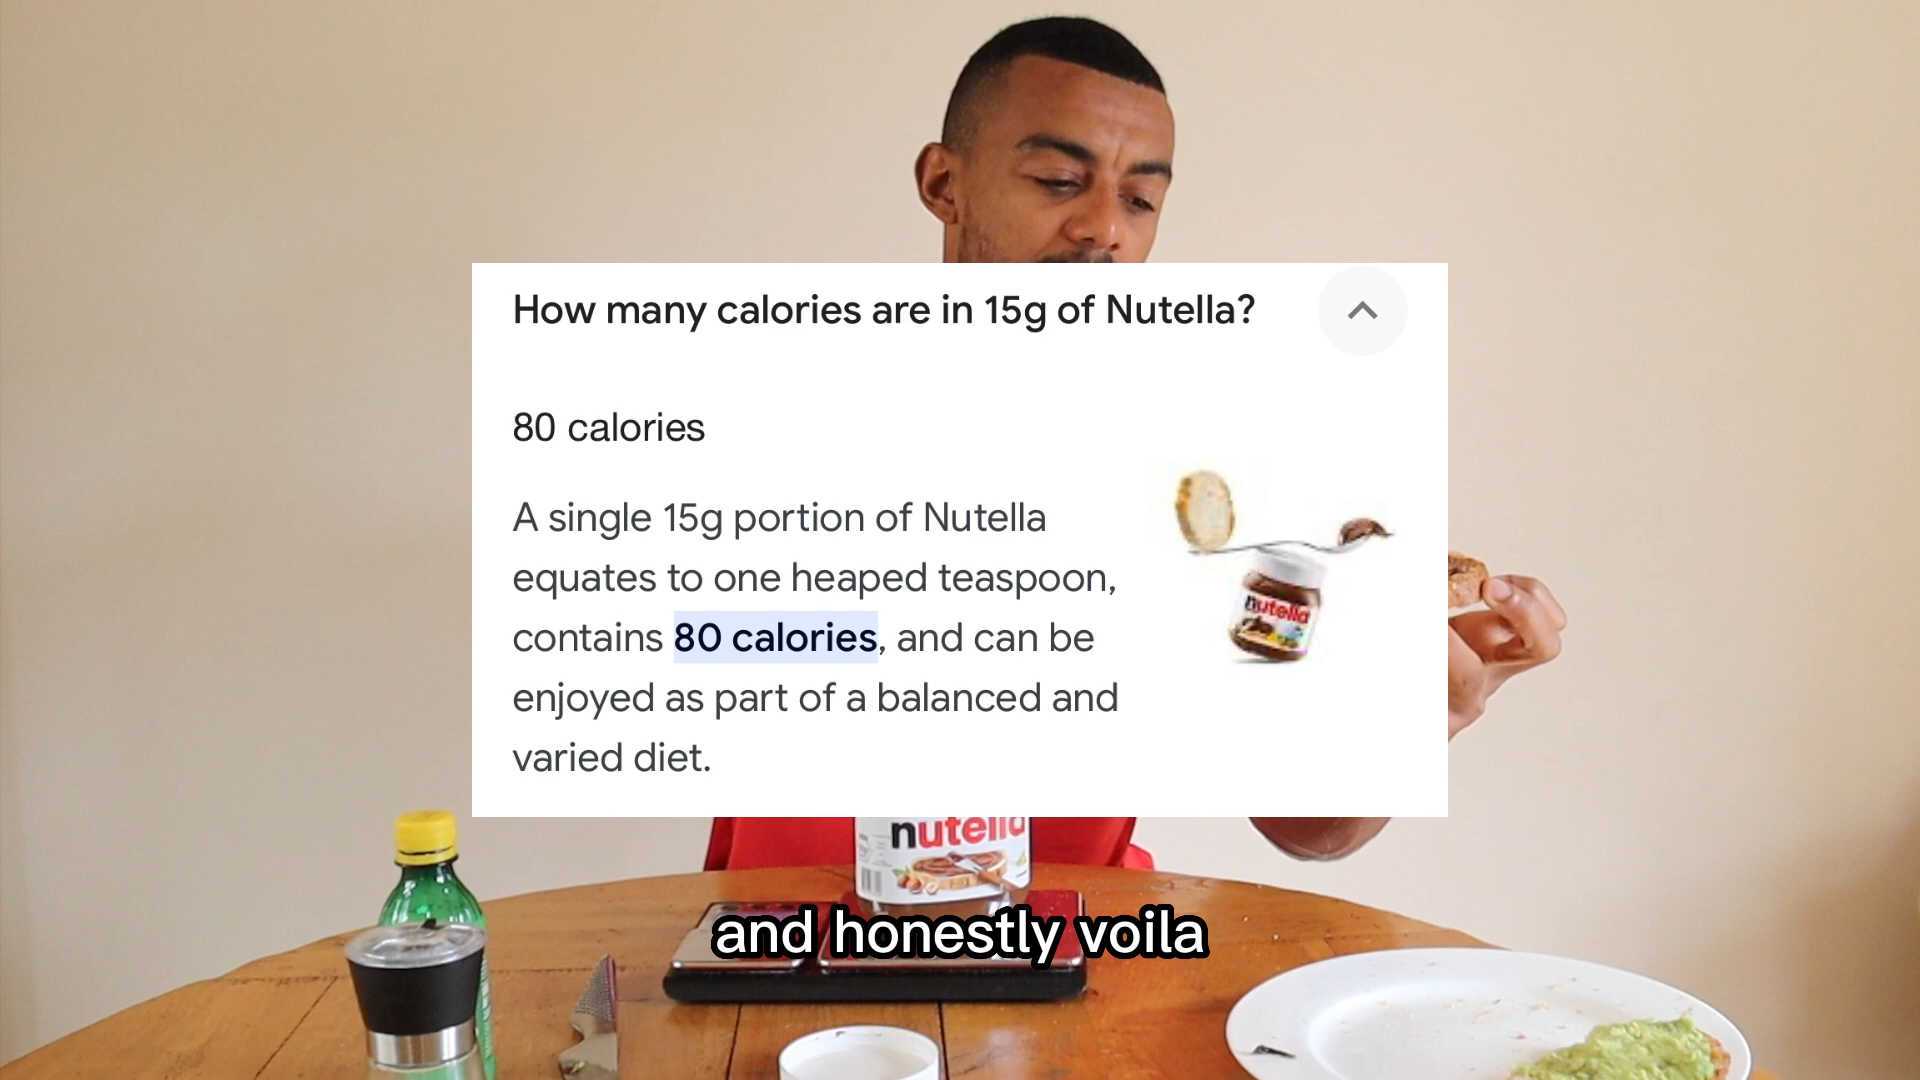 How many calories are in 15g of Nutella?
80 calories
A single 15g portion of Nutella
equates to one heaped teaspoon,
contains 80 calories, and can be
enjoyed as part of a balanced and
varied diet.
nutella
nutella
and honestly voila